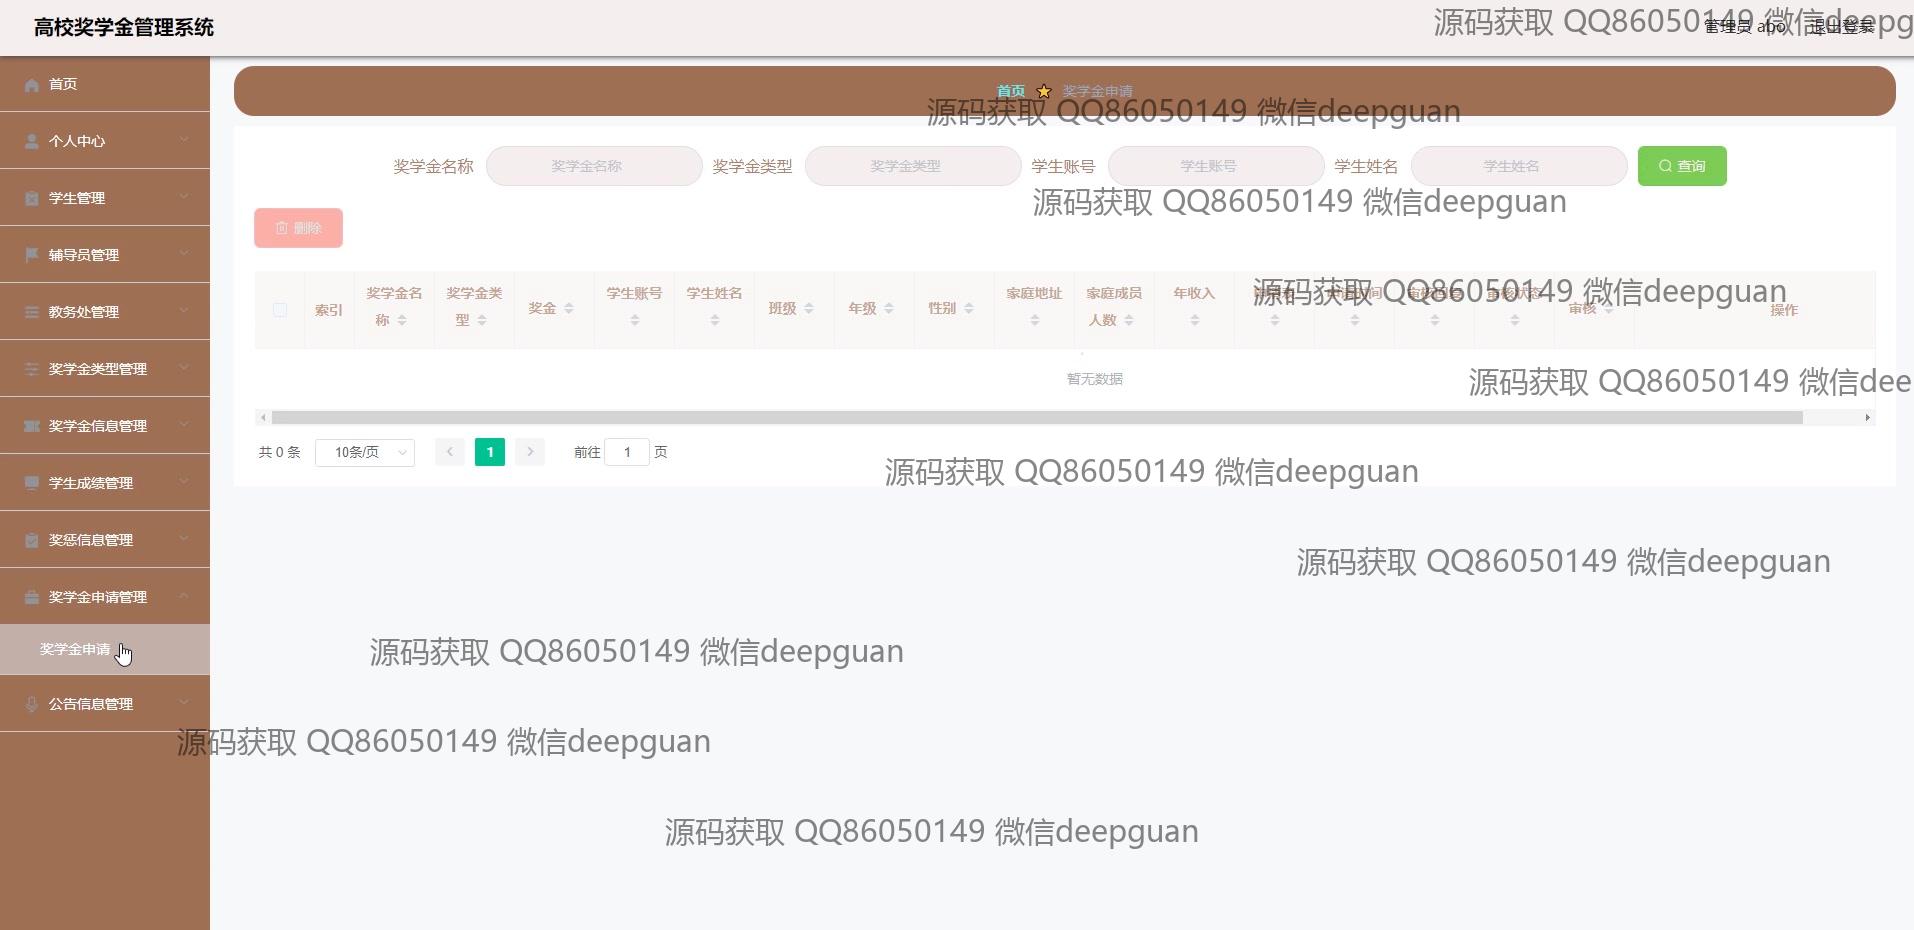 高校奖学金管理系统
管理员 abo
退出登录
源码获取 QQ86050149 微信deepg
首页
个人中心
学生管理
辅导员管理
教务处管理
奖学金类型管理
奖学金信息管理
学生成绩管理
奖惩信息管理
奖学金申请管理
奖学金申请
公告信息管理
首页 奖学金申请
源码获取 QQ86050149 微信deepguan
奖学金名称 奖学金名称 奖学金类型 奖学金类型 学生账号 学生账号 学生姓名 学生姓名 查询
源码获取 QQ86050149 微信deepguan
删除
源码获取 QQ86050149 微信deepguan
索引 奖学金名称 奖学金类型 奖金 学生账号 学生姓名 班级 年级 性别 家庭地址 家庭成员人数 年收入 申请时间 审核回复 审核状态 审核 操作
暂无数据
源码获取 QQ86050149 微信dee
共 0 条 10条/页 1 前往 1 页
源码获取 QQ86050149 微信deepguan
源码获取 QQ86050149 微信deepguan
源码获取 QQ86050149 微信deepguan
源码获取 QQ86050149 微信deepguan
源码获取 QQ86050149 微信deepguan